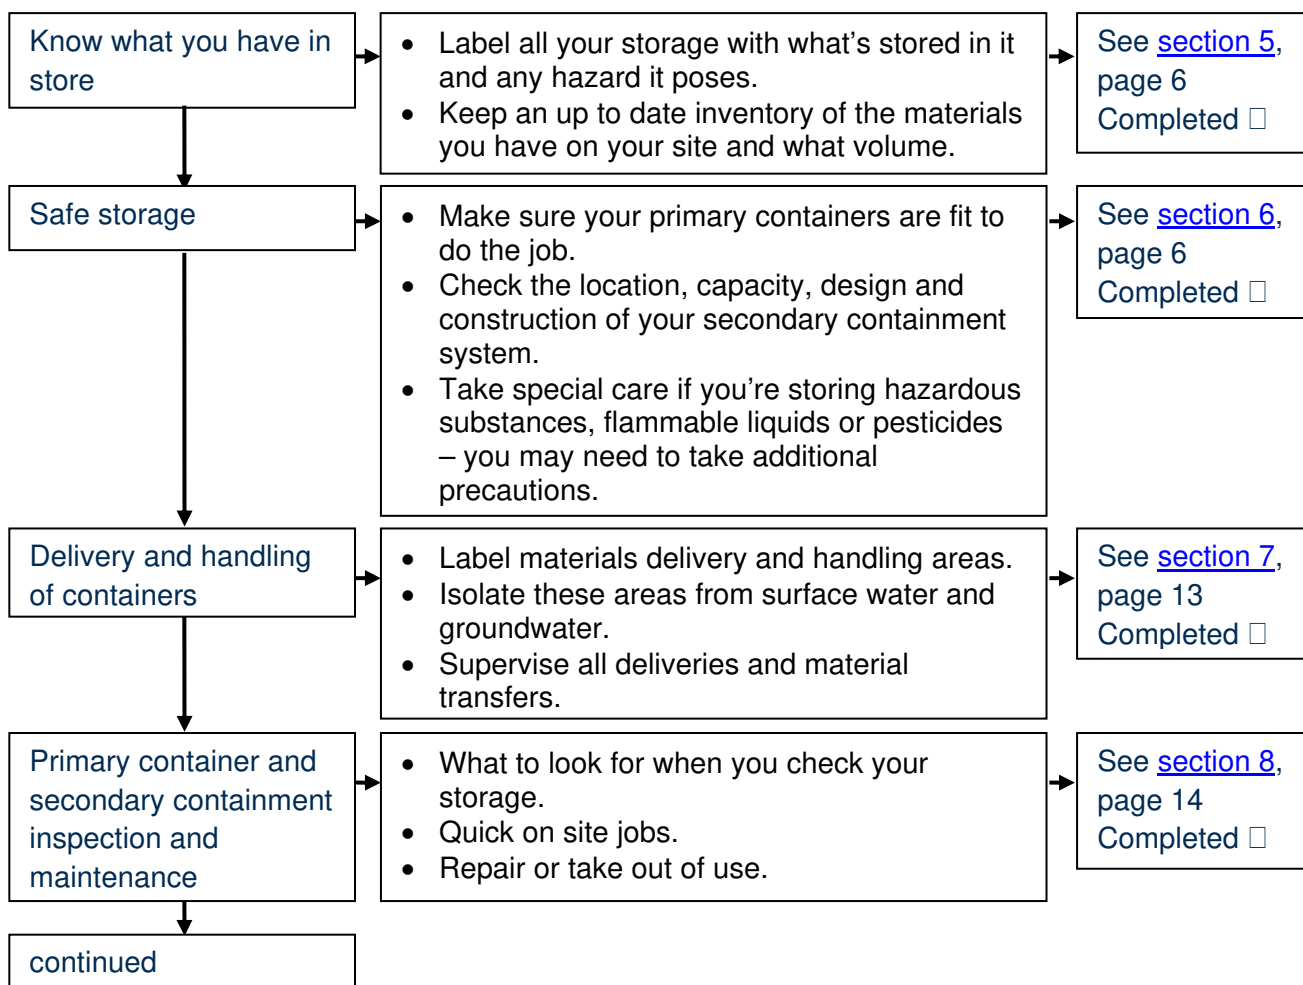 Know what you have in
store
• Label all your storage with what's stored in it
and any hazard it poses.
• Keep an up to date inventory of the materials
you have on your site and what volume.
See section 5,
page 6
Completed □
Safe storage
• Make sure your primary containers are fit to
do the job.
• Check the location, capacity, design and
construction of your secondary containment
system.
• Take special care if you’re storing hazardous
substances, flammable liquids or pesticides
– you may need to take additional
precautions.
See section 6,
page 6
Completed □
Delivery and handling
of containers
• Label materials delivery and handling areas.
• Isolate these areas from surface water and
groundwater.
• Supervise all deliveries and material
transfers.
See section 7,
page 13
Completed □
Primary container and
secondary containment
inspection and
maintenance
• What to look for when you check your
storage.
• Quick on site jobs.
• Repair or take out of use.
See section 8,
page 14
Completed □
continued